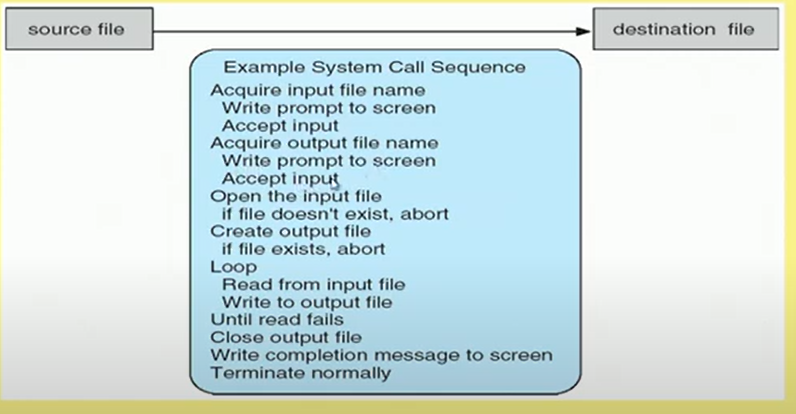 source file
destination file
Example System Call Sequence
Acquire input file name
Write prompt to screen
Accept input
Acquire output file name
Write prompt to screen
Accept input
Open the input file
if file doesn't exist, abort
Create output file
if file exists, abort
Loop
Read from input file
Write to output file
Until read fails
Close output file
Write completion message to screen
Terminate normally